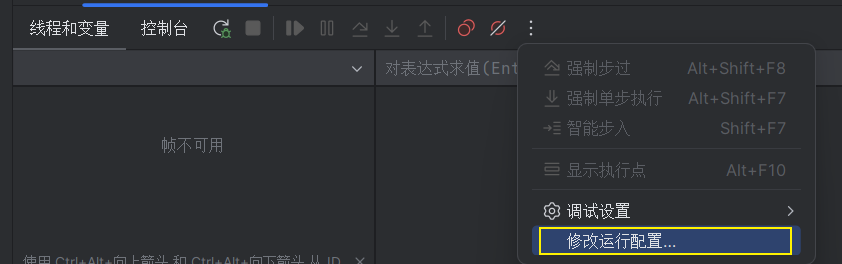 线程和变量 控制台
对表达式求值(Ent
强制步过 Alt+Shift+F8
强制单步执行 Alt+Shift+F7
智能步入 Shift+F7
帧不可用
显示执行点 Alt+F10
调试设置
修改运行配置...
使用 Ctrl+Alt+向上箭头 和 Ctrl+Alt+向下箭头 从 ID